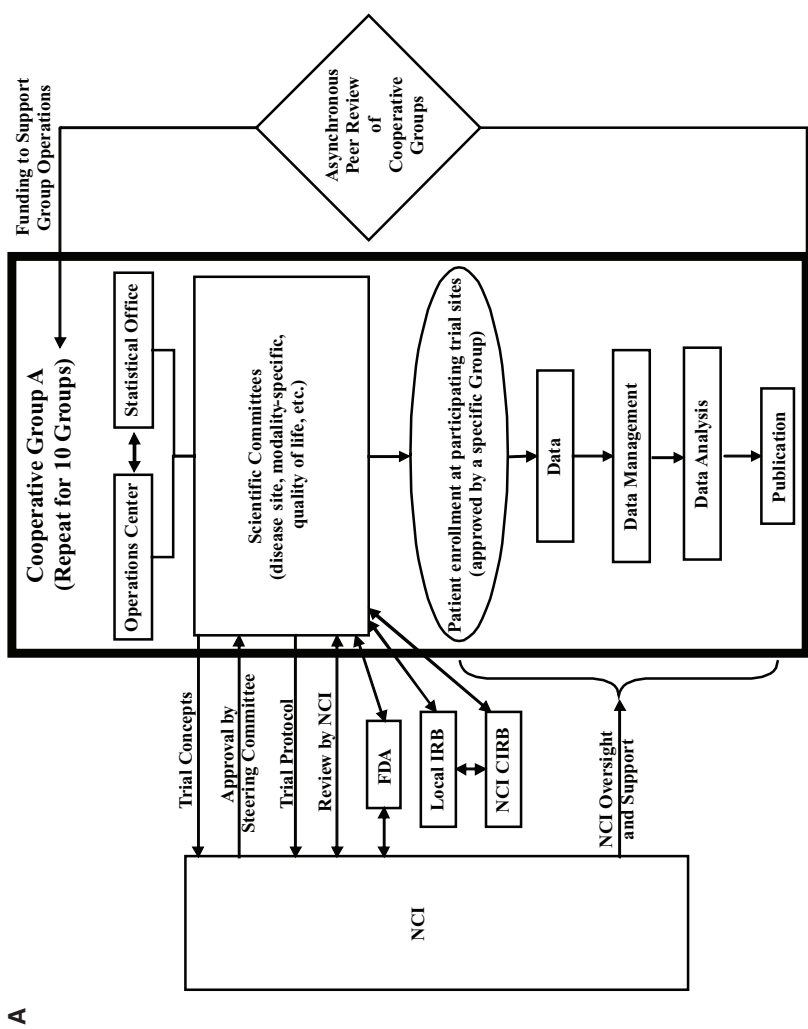 A
NCI
Trial Concepts
Approval by
Steering Committee
Trial Protocol
Review by NCI
FDA
Local IRB
NCI CIRB
NCI Oversight
and Support
Cooperative Group A
(Repeat for 10 Groups)
Operations Center
Statistical Office
Scientific Committees
(disease site, modality-specific,
quality of life, etc.)
Patient enrollment at participating trial sites
(approved by a specific Group)
Data
Data Management
Data Analysis
Publication
Funding to Support
Group Operations
Asynchronous
Peer Review
of
Cooperative
Groups